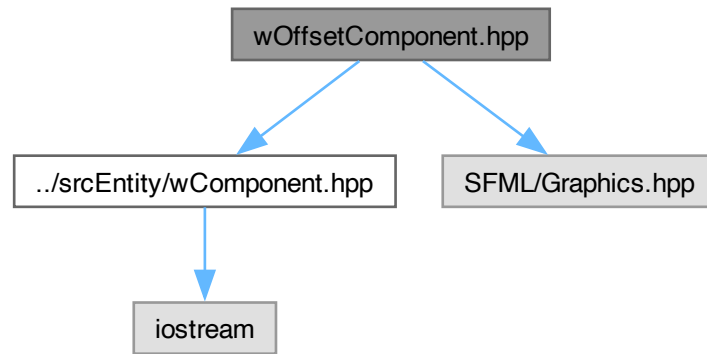 wOffsetComponent.hpp
../srcEntity/wComponent.hpp
SFML/Graphics.hpp
iostream